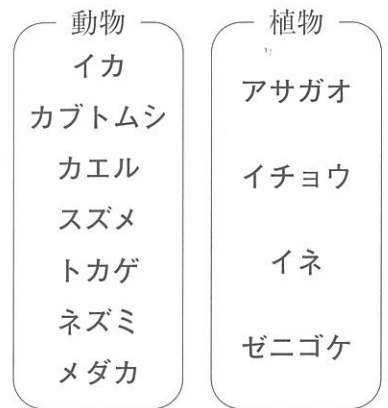 動物
イカ
カブトムシ
カエル
スズメ
トカゲ
ネズミ
メダカ
植物
アサガオ
イチョウ
イネ
ゼニゴケ